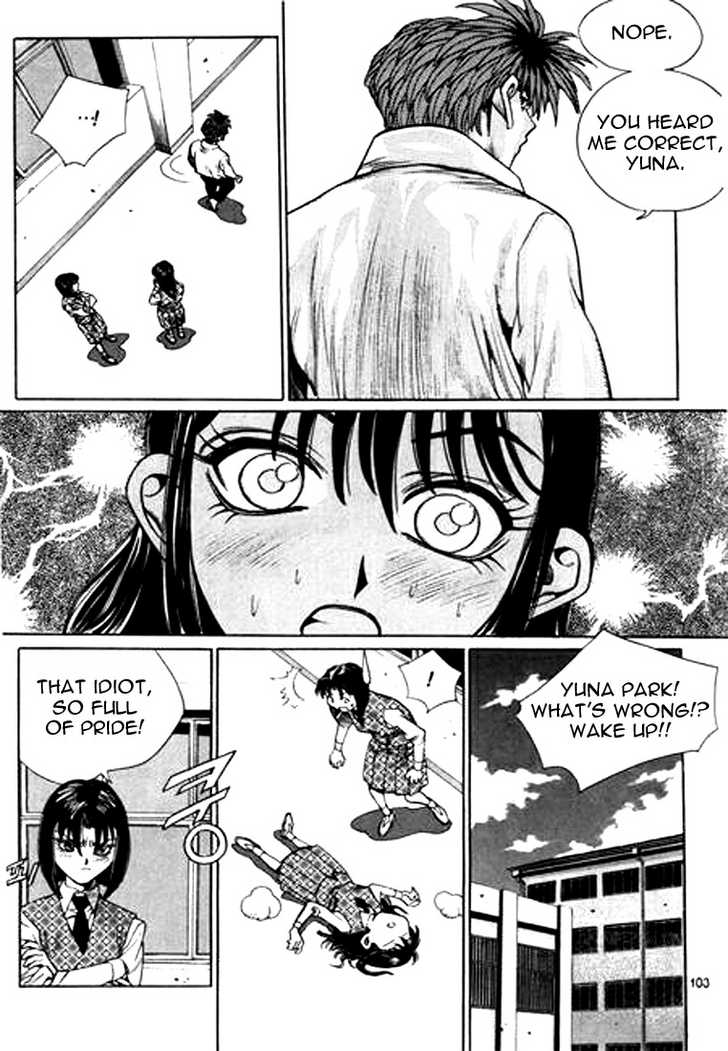 ...!
NOPE.
YOU HEARD
ME CORRECT,
YUNA.
THAT IDIOT,
SO FULL
OF PRIDE!
쿵
!
YUNA PARK!
WHAT'S WRONG!?
WAKE UP!!
103